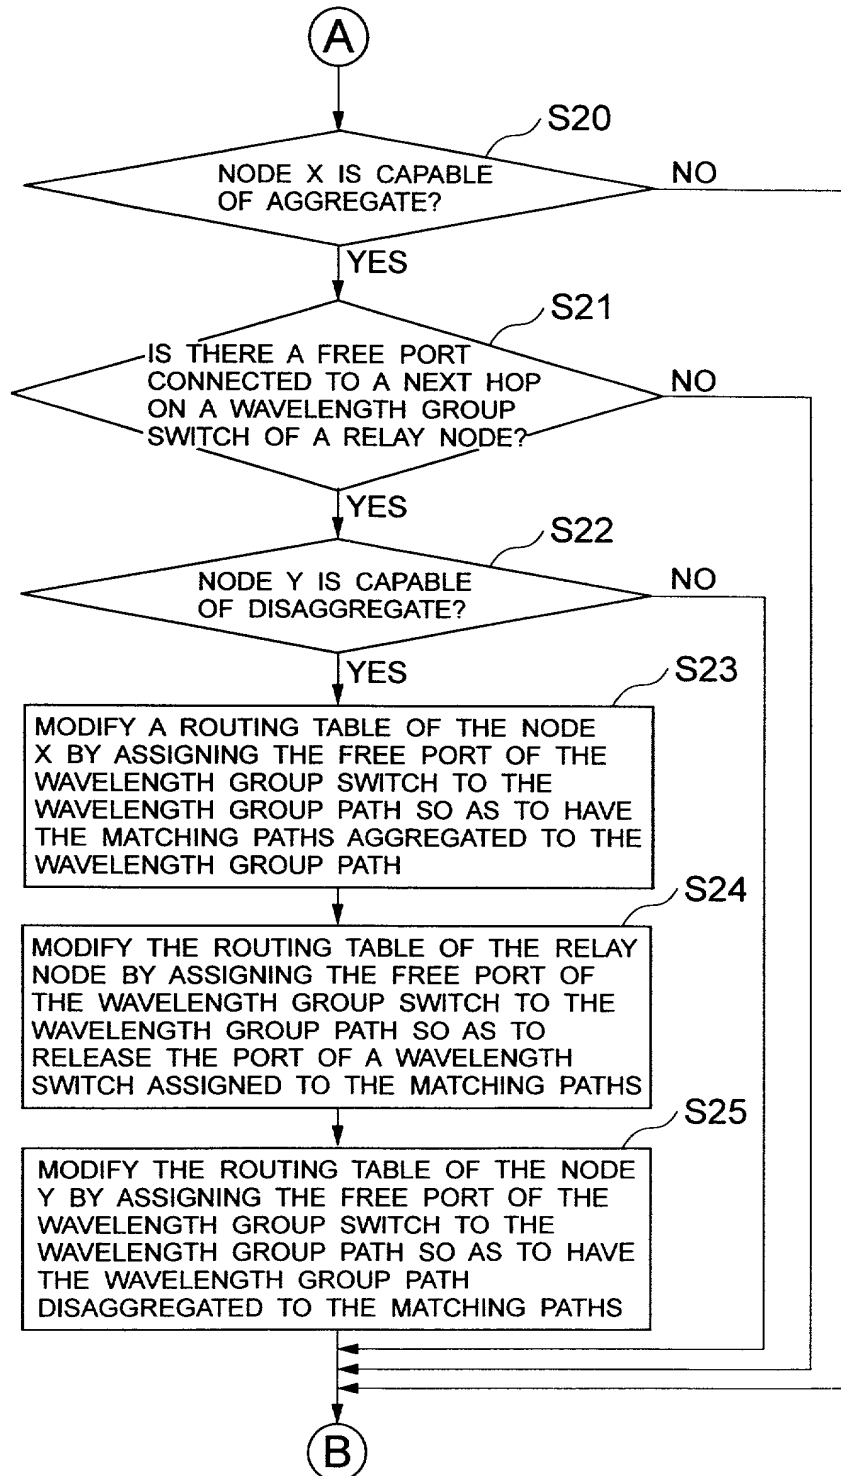 A
S20
NODE X IS CAPABLE
OF AGGREGATE?
NO
YES
S21
IS THERE A FREE PORT
CONNECTED TO A NEXT HOP
ON A WAVELENGTH GROUP
SWITCH OF A RELAY NODE?
NO
YES
S22
NODE Y IS CAPABLE
OF DISAGGREGATE?
NO
YES
S23
MODIFY A ROUTING TABLE OF THE NODE
X BY ASSIGNING THE FREE PORT OF THE
WAVELENGTH GROUP SWITCH TO THE
WAVELENGTH GROUP PATH SO AS TO HAVE
THE MATCHING PATHS AGGREGATED TO THE
WAVELENGTH GROUP PATH
S24
MODIFY THE ROUTING TABLE OF THE RELAY
NODE BY ASSIGNING THE FREE PORT OF
THE WAVELENGTH GROUP SWITCH TO THE
WAVELENGTH GROUP PATH SO AS TO
RELEASE THE PORT OF A WAVELENGTH
SWITCH ASSIGNED TO THE MATCHING PATHS
S25
MODIFY THE ROUTING TABLE OF THE NODE
Y BY ASSIGNING THE FREE PORT OF THE
WAVELENGTH GROUP SWITCH TO THE
WAVELENGTH GROUP PATH SO AS TO HAVE
THE WAVELENGTH GROUP PATH
DISAGGREGATED TO THE MATCHING PATHS
B